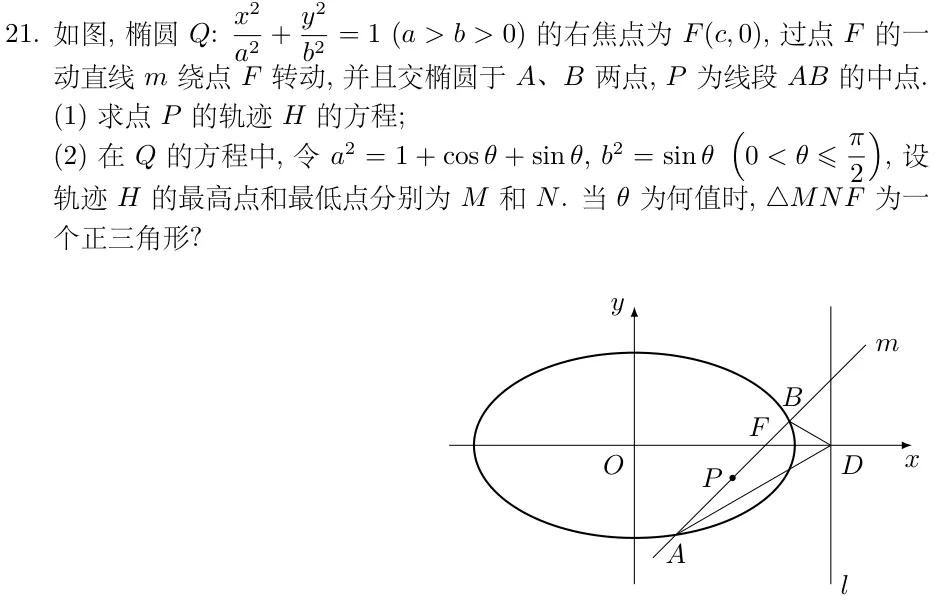 21. 如图, 椭圆 Q: x²/a² + y²/b² = 1 (a > b > 0) 的右焦点为 F(c, 0), 过点 F 的一
动直线 m 绕点 F 转动, 并且交椭圆于 A、B 两点, P 为线段 AB 的中点.
(1) 求点 P 的轨迹 H 的方程;
(2) 在 Q 的方程中, 令 a² = 1 + cos θ + sin θ, b² = sin θ (0 < θ ⩽ π/2), 设
轨迹 H 的最高点和最低点分别为 M 和 N. 当 θ 为何值时, △MNF 为一
个正三角形?
y
m
B
F
O
P
D
x
A
l